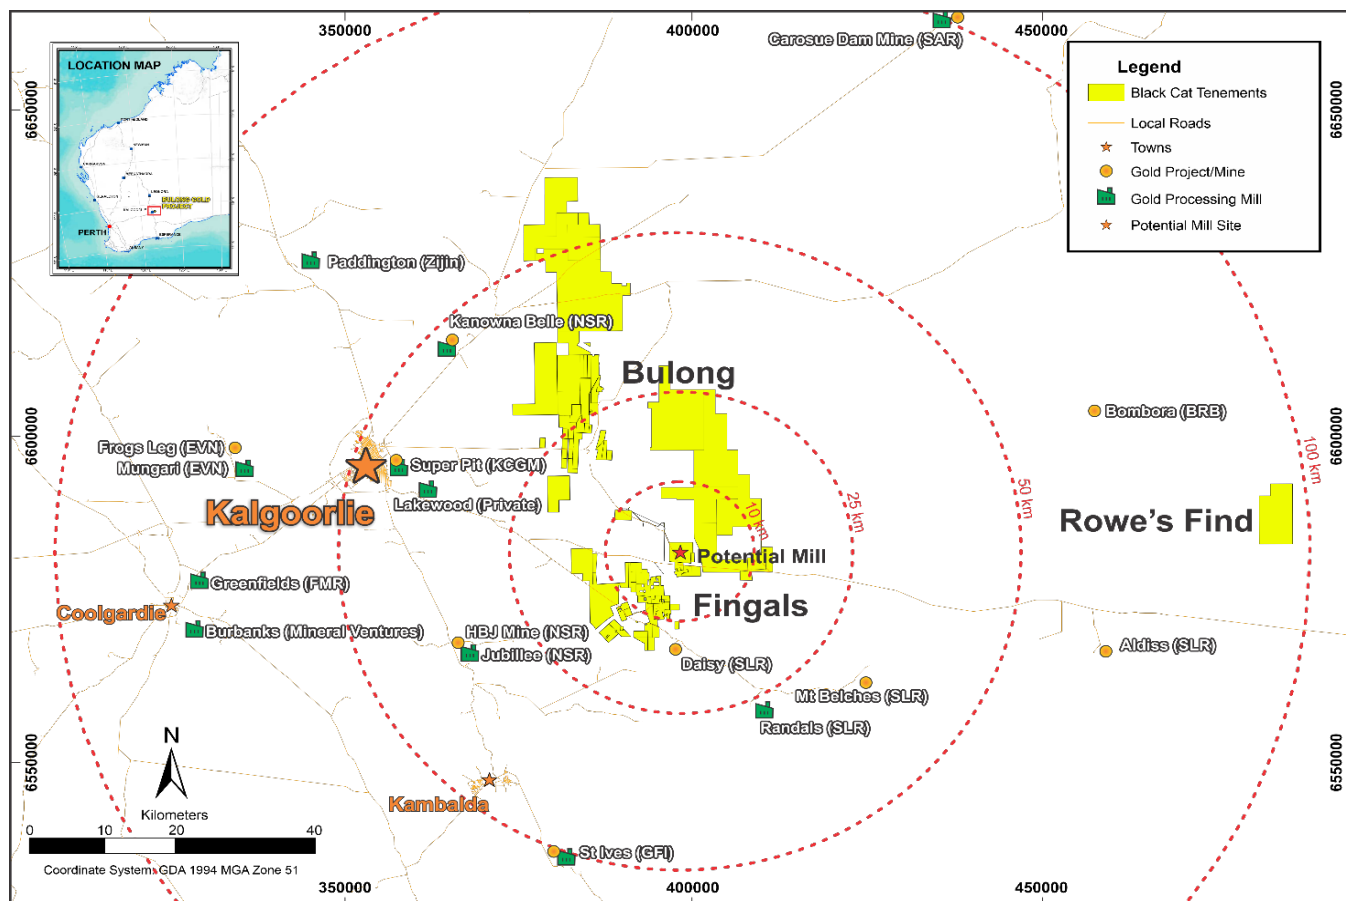 350000
400000
450000
Carosue Dam Mine (SAR)
LOCATION MAP
PERTH
6650000
6650000
Legend
Black Cat Tenements
Local Roads
Towns
Gold Project/Mine
Gold Processing Mill
Potential Mill Site
Paddington (Zijin)
Kanowna Belle (NSR)
Bulong
Bombora (BRB)
6600000
6600000
Frogs Leg (EVN)
Mungari (EVN)
Super Pit (KCGM)
Lakewood (Private)
Kalgoorlie
10 km
25 km
50 km
100 km
Rowe's Find
Potential Mill
Greenfields (FMR)
Coolgardie
Fingals
Burbanks (Mineral Ventures)
HBJ Mine (NSR)
Jubillee (NSR)
Daisy (SLR)
Aldiss (SLR)
Mt Belches (SLR)
Randals (SLR)
N
6550000
6550000
Kambalda
Kilometers
0 10 20 40
St Ives (GFI)
Coordinate System: GDA 1994 MGA Zone 51
350000
400000
450000